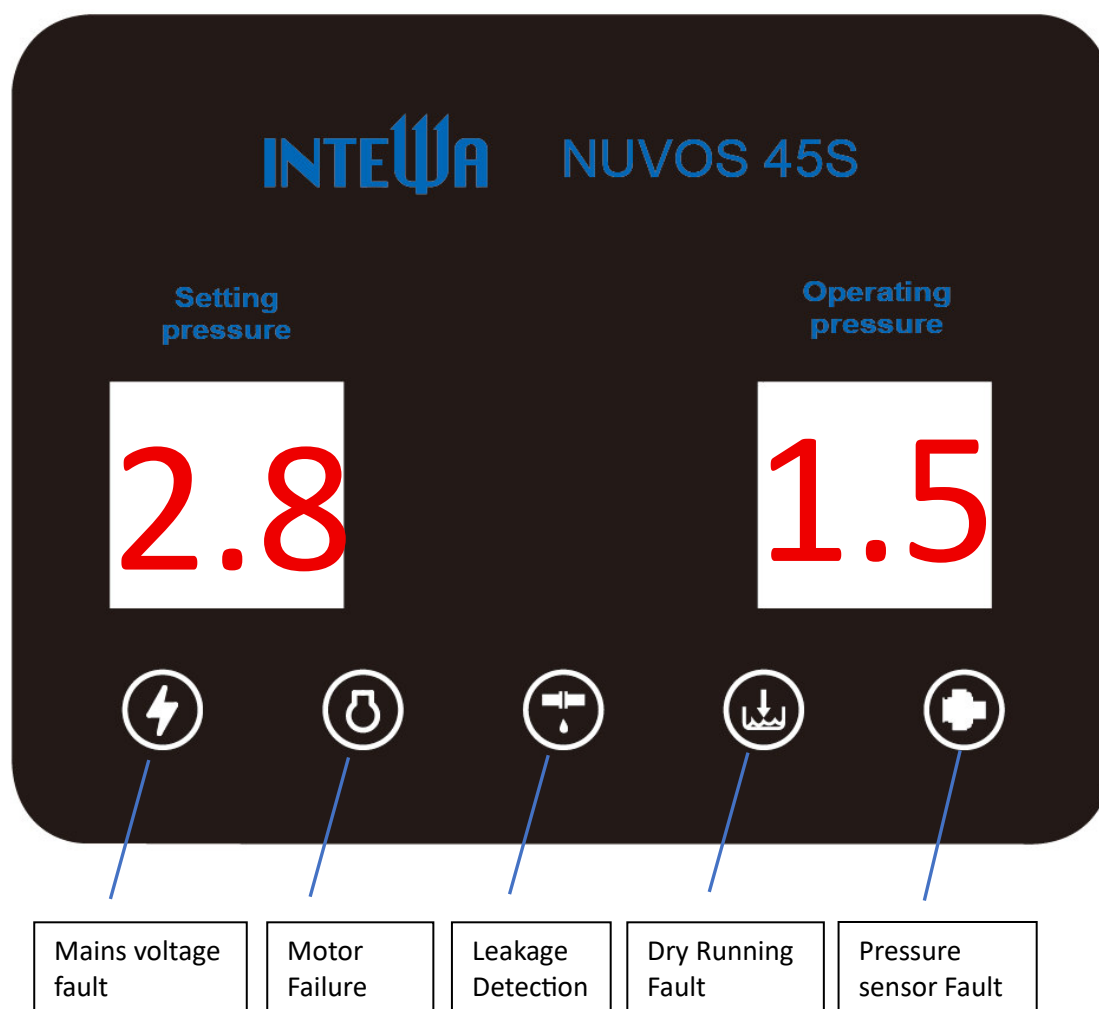 INTEWA NUVOS 45S
Setting
pressure
Operating
pressure
2.8
1.5
Mains voltage
fault
Motor
Failure
Leakage
Detection
Dry Running
Fault
Pressure
sensor Fault